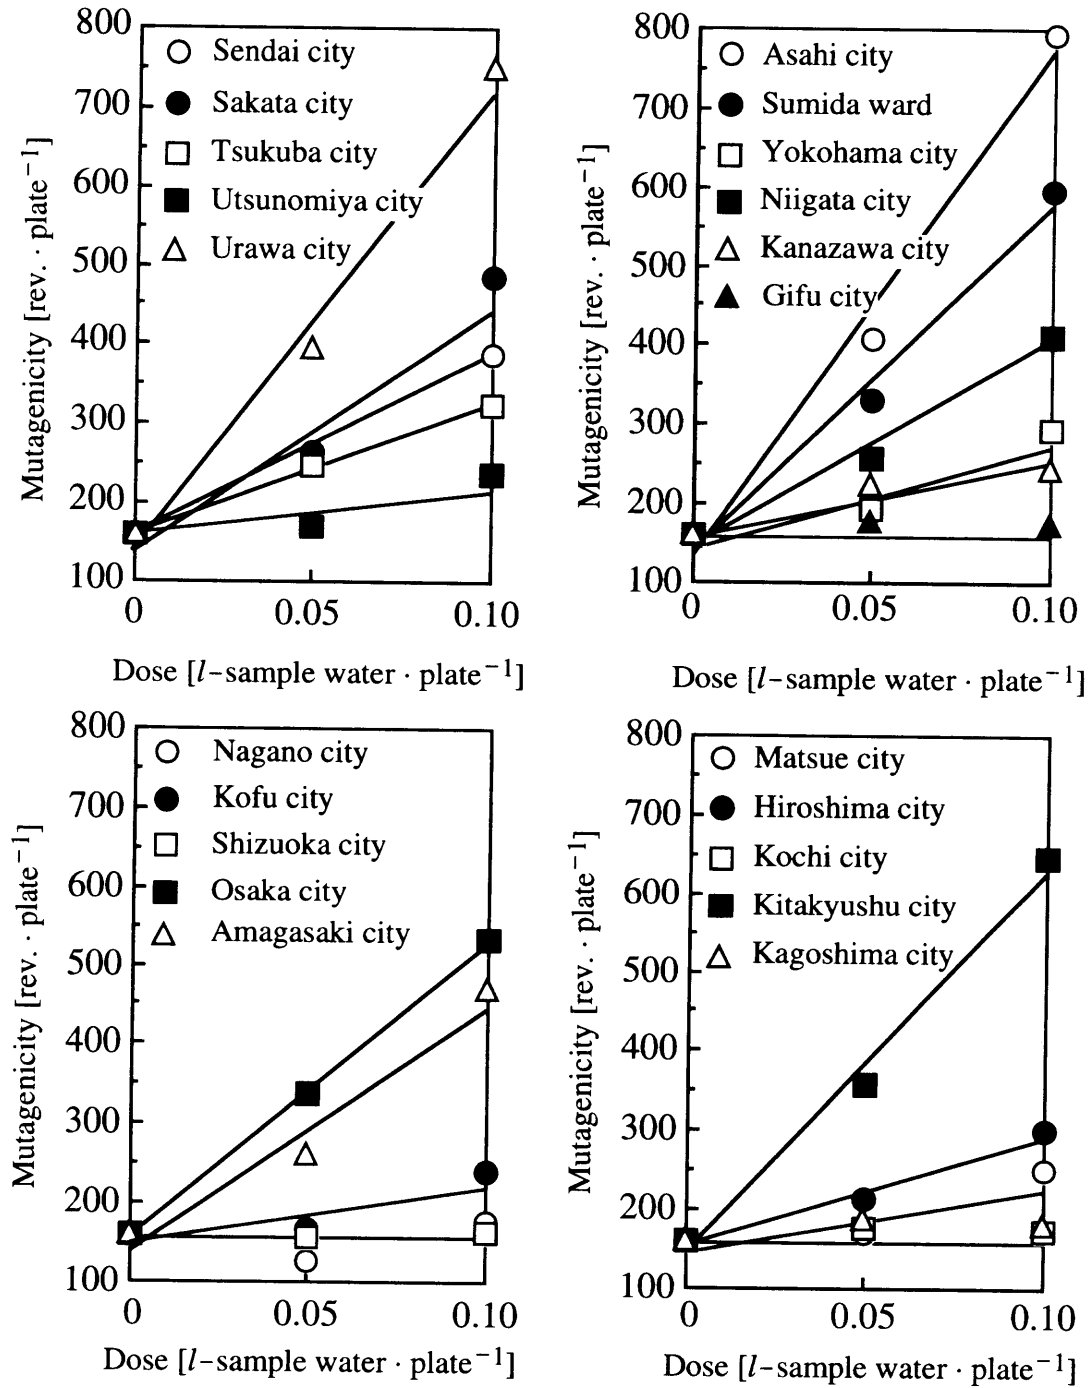 800
700
600
500
400
300
200
100
Mutagenicity [rev. · plate⁻¹]
Sendai city
Sakata city
Tsukuba city
Utsunomiya city
Urawa city
0 0.05 0.10
Dose [l-sample water · plate⁻¹]
800
700
600
500
400
300
200
100
Mutagenicity [rev. · plate⁻¹]
Asahi city
Sumida ward
Yokohama city
Niigata city
Kanazawa city
Gifu city
0 0.05 0.10
Dose [l-sample water · plate⁻¹]
800
700
600
500
400
300
200
100
Mutagenicity [rev. · plate⁻¹]
Nagano city
Kofu city
Shizuoka city
Osaka city
Amagasaki city
0 0.05 0.10
Dose [l-sample water · plate⁻¹]
800
700
600
500
400
300
200
100
Mutagenicity [rev. · plate⁻¹]
Matsue city
Hiroshima city
Kochi city
Kitakyushu city
Kagoshima city
0 0.05 0.10
Dose [l-sample water · plate⁻¹]